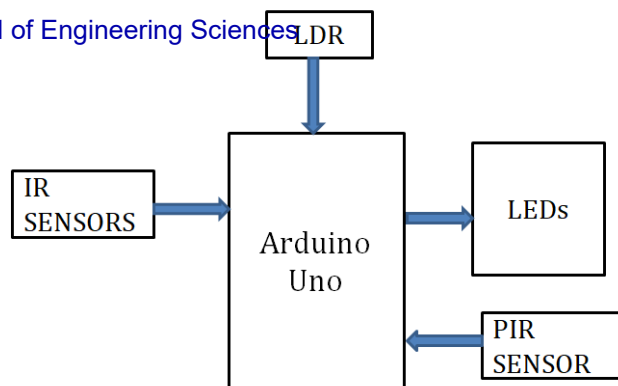 of Engineering Sciences
LDR
IR
SENSORS
Arduino
Uno
LEDs
PIR
SENSOR